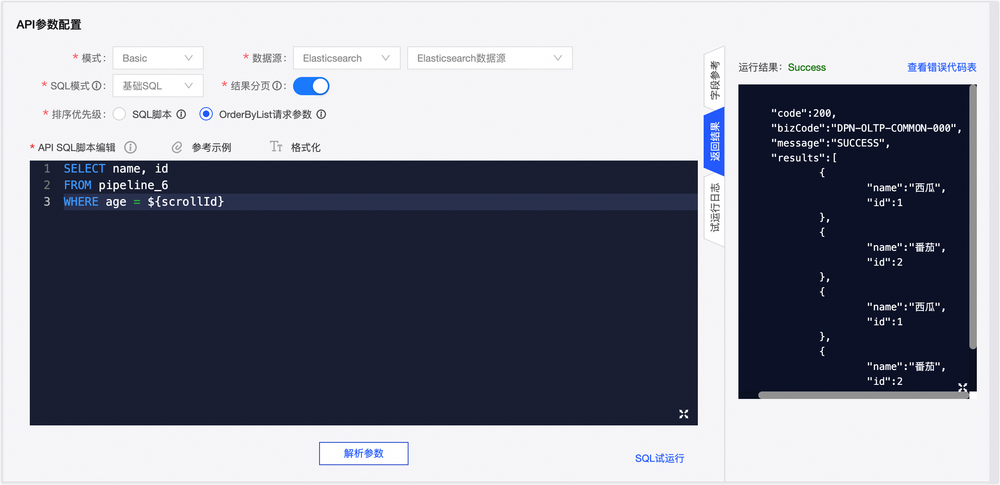 API参数配置
* 模式: Basic
* 数据源: Elasticsearch Elasticsearch数据源
* SQL模式: 基础SQL
* 结果分页:
* 排序优先级: SQL脚本 OrderByList请求参数
* API SQL脚本编辑 参考示例 格式化
1 SELECT name, id
2 FROM pipeline_6
3 WHERE age = ${scrollId}
解析参数
SQL试运行
字段参考
返回结果
试运行日志
运行结果: Success 查看错误代码表
"code":200,
"bizCode":"DPN-OLTP-COMMON-000",
"message":"SUCCESS",
"results":[
{
"name":"西瓜",
"id":1
},
{
"name":"番茄",
"id":2
},
{
"name":"西瓜",
"id":1
},
{
"name":"番茄",
"id":2